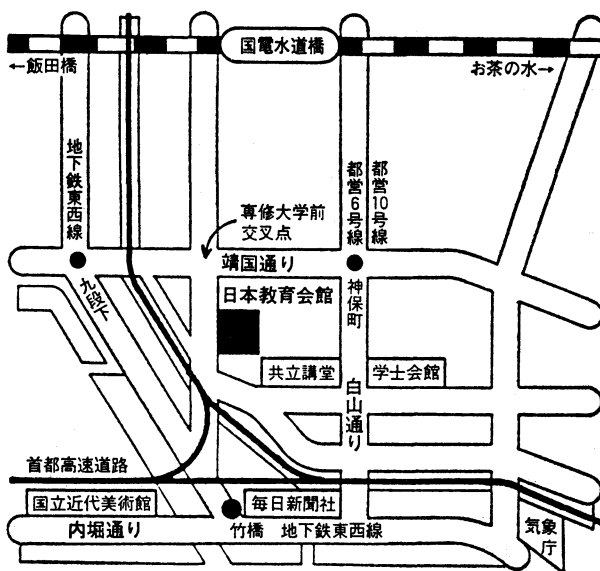 国電水道橋
←飯田橋
お茶の水→
地下鉄東西線
都営6号線
都営10号線
専修大学前
交叉点
靖国通り
九段下
日本教育会館
神保町
共立講堂
学士会館
白山通り
首都高速道路
国立近代美術館
毎日新聞社
内堀通り
竹橋 地下鉄東西線
気象
庁